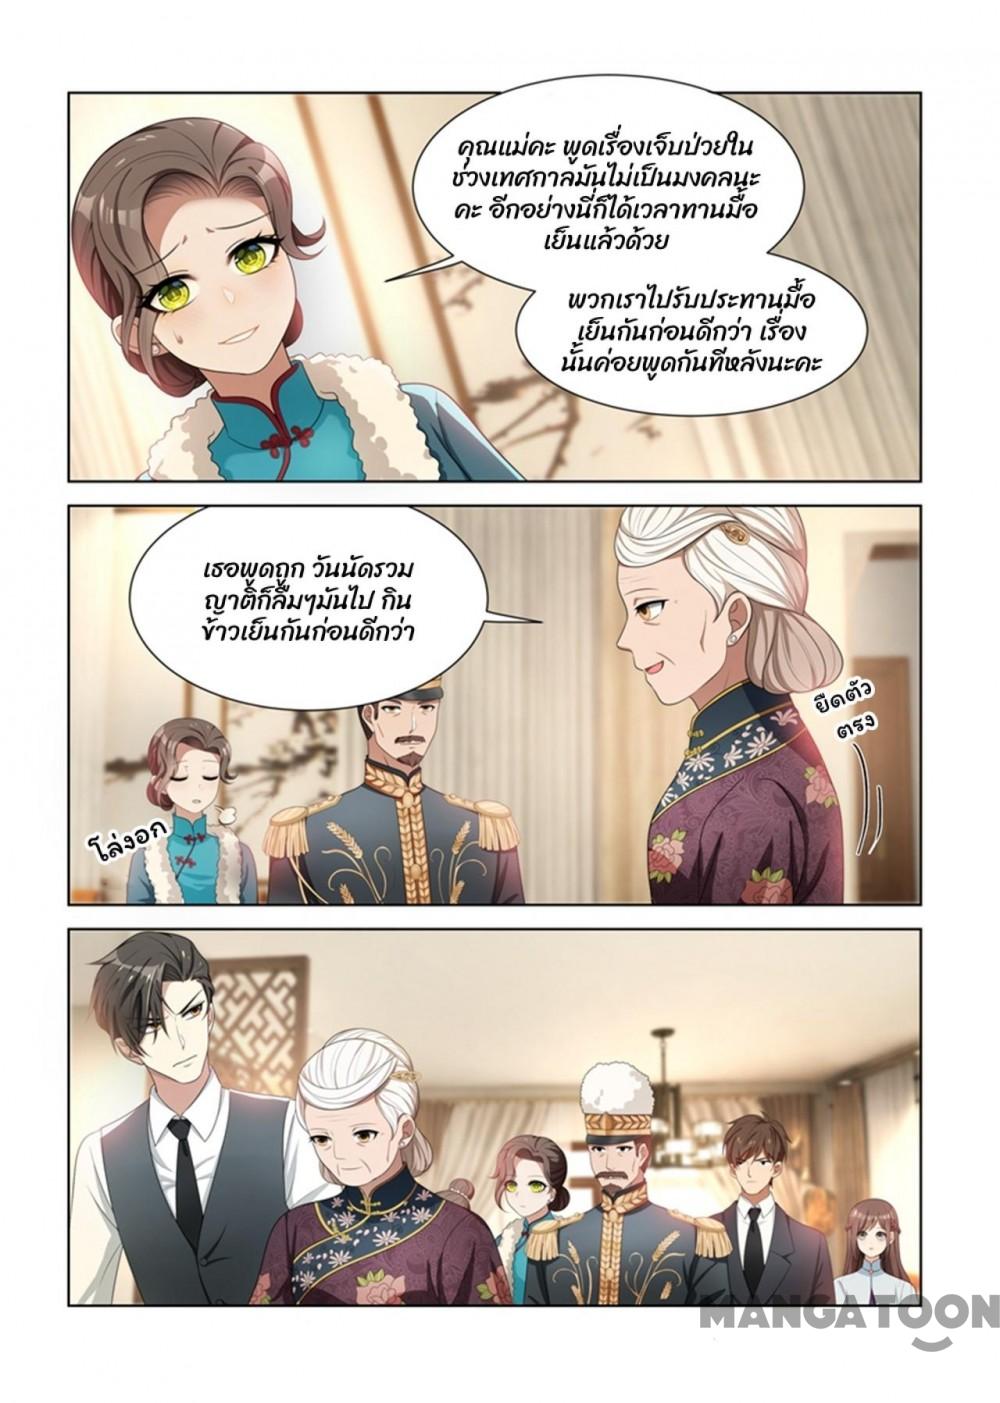 คุณแม่คะ พูดเรื่องเจ็บป่วยใน
ช่วงเทศกาลมันไม่เป็นมงคลนะ
คะ อีกอย่างนี่ก็ได้เวลาทานมื้อ
เย็นแล้วด้วย
พวกเราไปรับประทานมื้อ
เย็นกันก่อนดีกว่า เรื่อง
นั้นค่อยพูดกันทีหลังนะคะ
เธอพูดถูก วันนัดรวม
ญาติก็ลืมๆมันไป กิน
ข้าวเย็นกันก่อนดีกว่า
ยืดตัว
ตรง
โล่งอก
MANGATOON